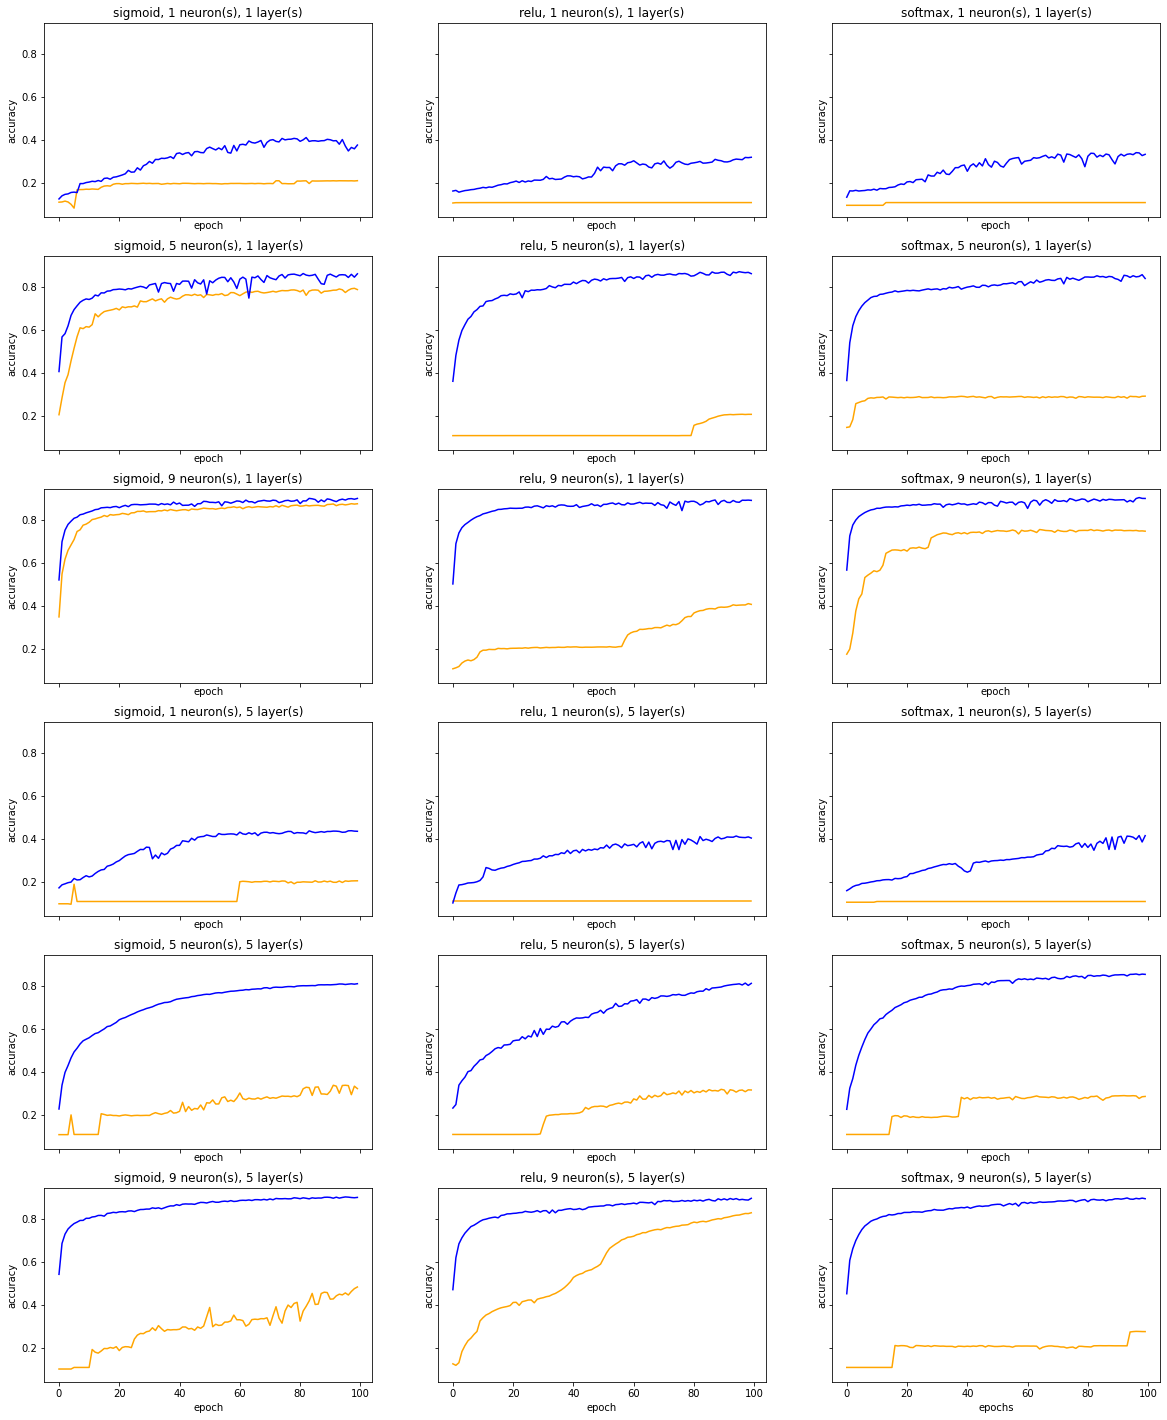 sigmoid, 1 neuron(s), 1 layer(s)
relu, 1 neuron(s), 1 layer(s)
softmax, 1 neuron(s), 1 layer(s)
0.8
0.6
0.4
0.2
accuracy
accuracy
accuracy
epoch
epoch
epoch
sigmoid, 5 neuron(s), 1 layer(s)
relu, 5 neuron(s), 1 layer(s)
softmax, 5 neuron(s), 1 layer(s)
0.8
0.6
0.4
0.2
accuracy
accuracy
accuracy
epoch
epoch
epoch
sigmoid, 9 neuron(s), 1 layer(s)
relu, 9 neuron(s), 1 layer(s)
softmax, 9 neuron(s), 1 layer(s)
0.8
0.6
0.4
0.2
accuracy
accuracy
accuracy
epoch
epoch
epoch
sigmoid, 1 neuron(s), 5 layer(s)
relu, 1 neuron(s), 5 layer(s)
softmax, 1 neuron(s), 5 layer(s)
0.8
0.6
0.4
0.2
accuracy
accuracy
accuracy
epoch
epoch
epoch
sigmoid, 5 neuron(s), 5 layer(s)
relu, 5 neuron(s), 5 layer(s)
softmax, 5 neuron(s), 5 layer(s)
0.8
0.6
0.4
0.2
accuracy
accuracy
accuracy
epoch
epoch
epoch
sigmoid, 9 neuron(s), 5 layer(s)
relu, 9 neuron(s), 5 layer(s)
softmax, 9 neuron(s), 5 layer(s)
0.8
0.6
0.4
0.2
accuracy
accuracy
accuracy
0 20 40 60 80 100
0 20 40 60 80 100
0 20 40 60 80 100
epoch
epoch
epochs